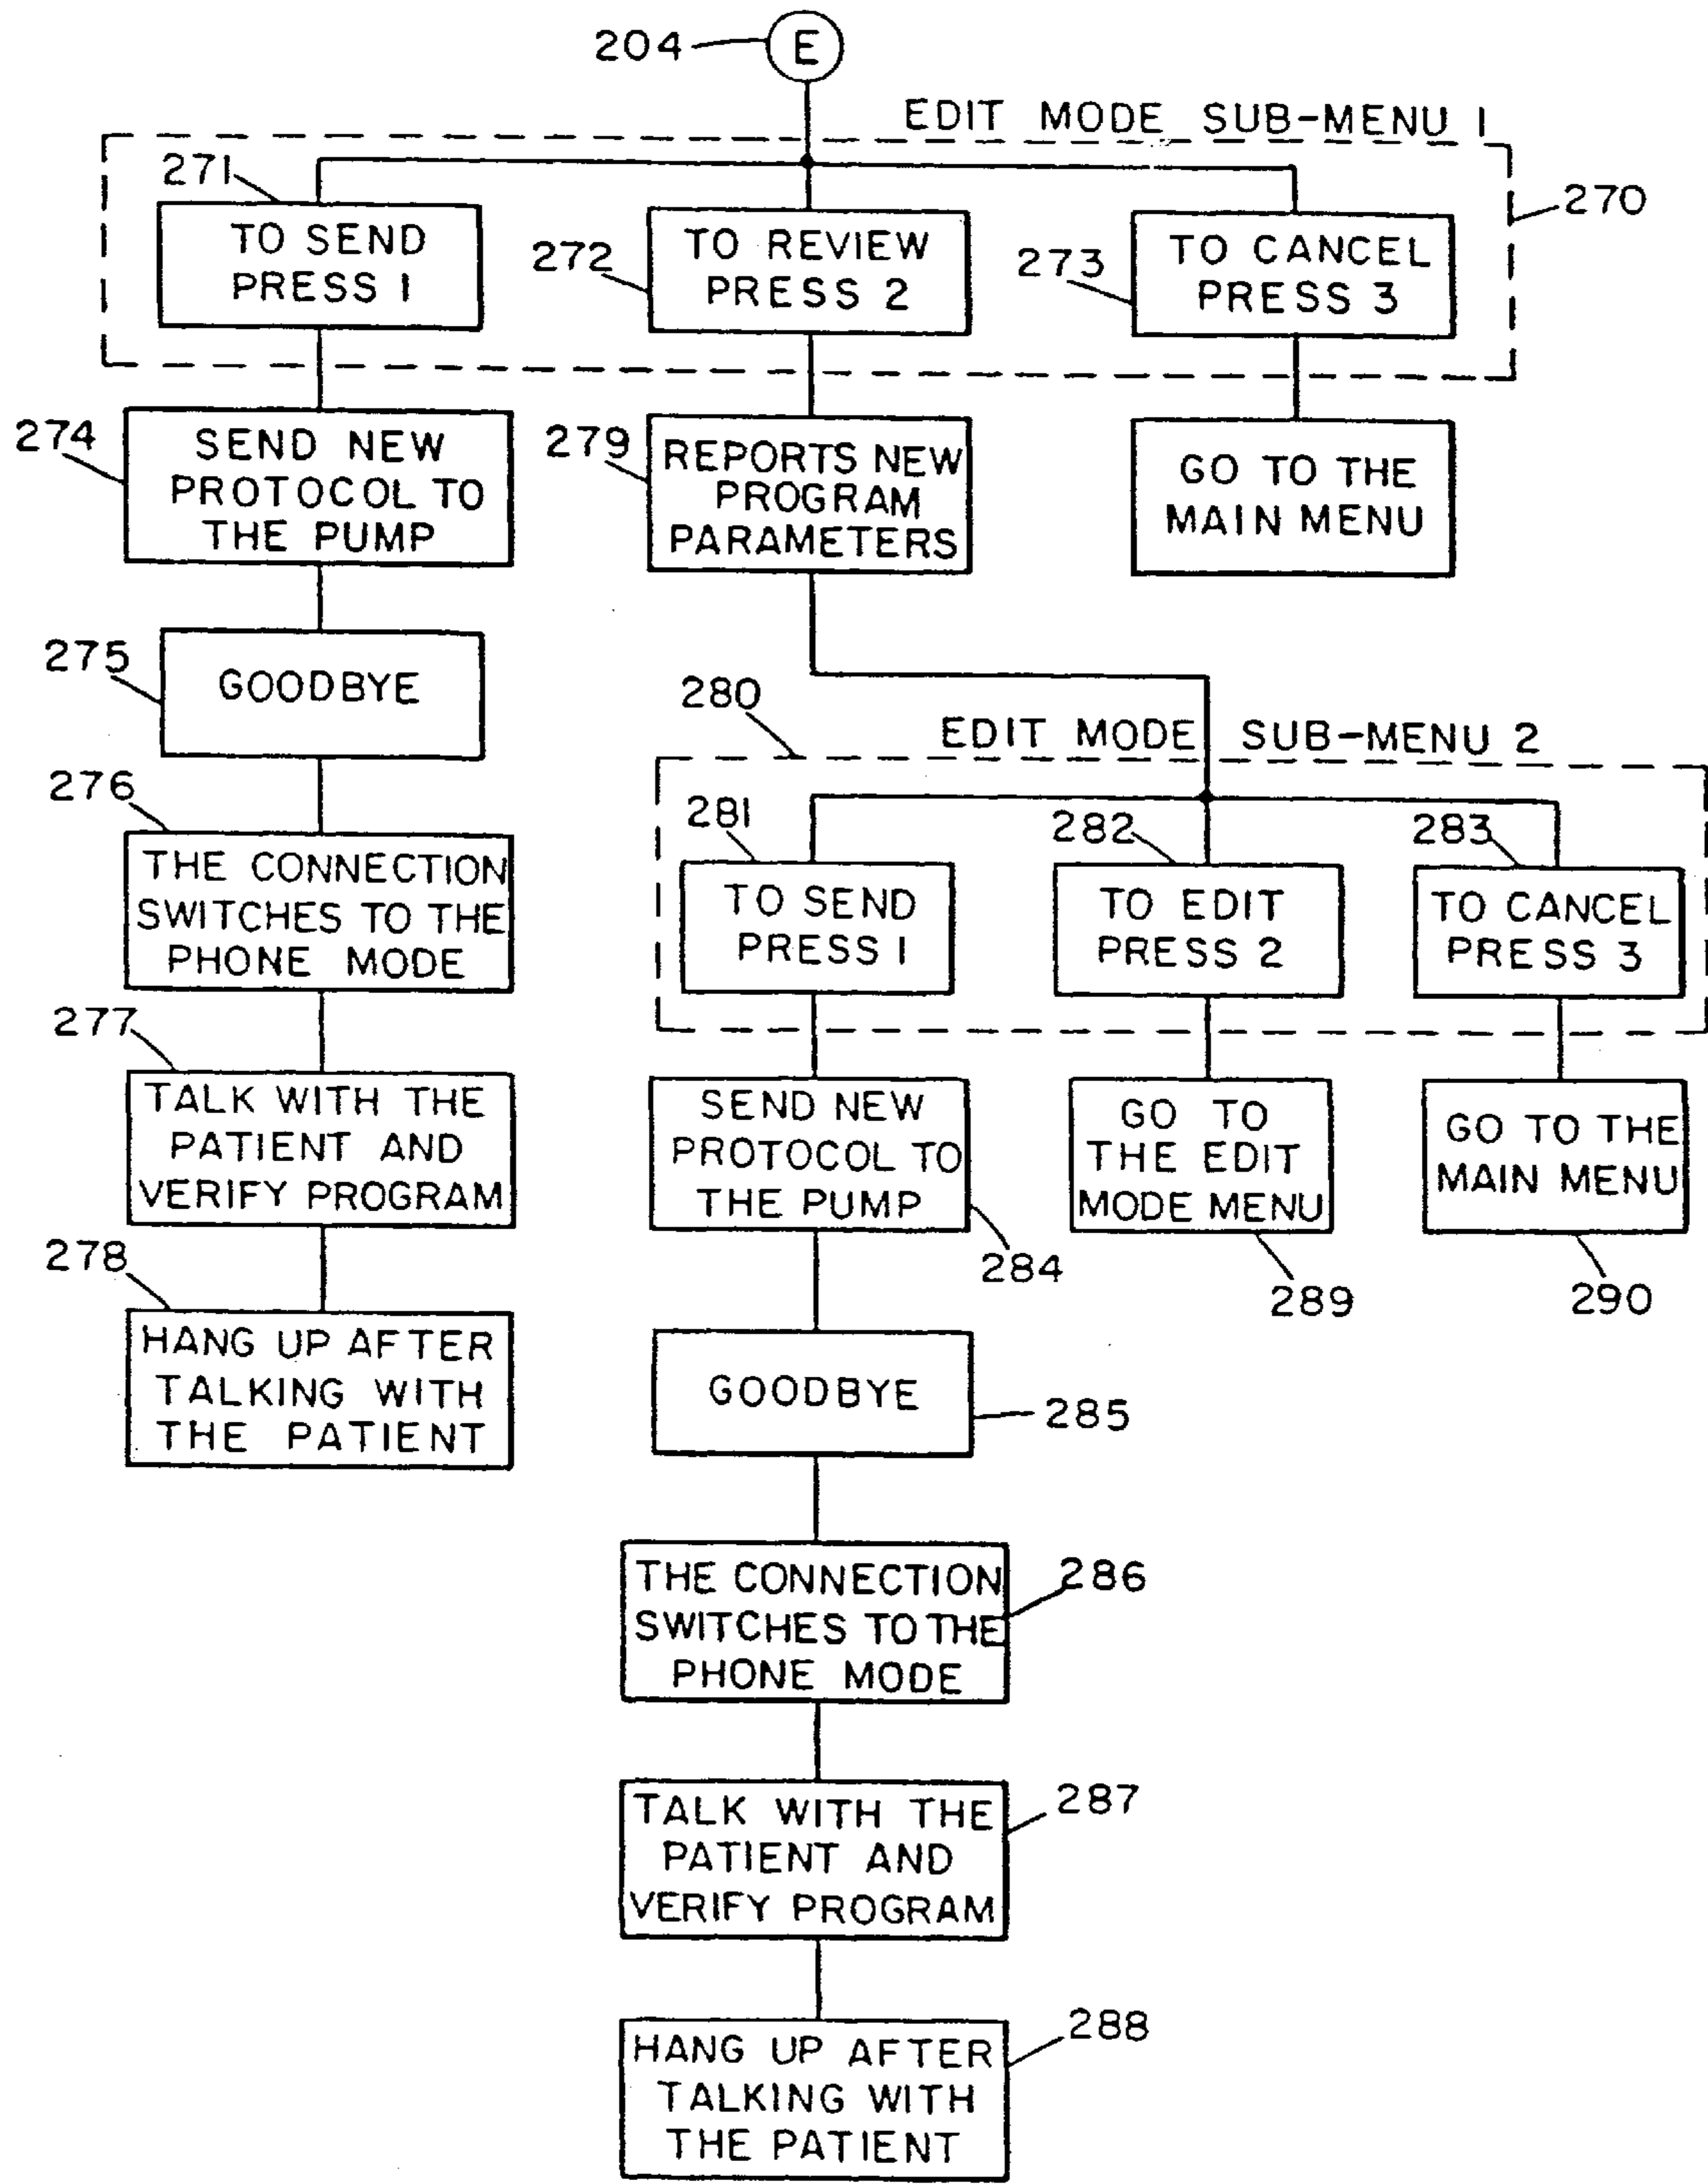 204
E
EDIT MODE SUB-MENU 1
271
TO SEND
PRESS 1
272
TO REVIEW
PRESS 2
273
TO CANCEL
PRESS 3
270
274
SEND NEW
PROTOCOL TO
THE PUMP
279
REPORTS NEW
PROGRAM
PARAMETERS
GO TO THE
MAIN MENU
275
GOODBYE
280
EDIT MODE SUB-MENU 2
276
THE CONNECTION
SWITCHES TO THE
PHONE MODE
281
TO SEND
PRESS 1
282
TO EDIT
PRESS 2
283
TO CANCEL
PRESS 3
277
TALK WITH THE
PATIENT AND
VERIFY PROGRAM
SEND NEW
PROTOCOL TO
THE PUMP
284
GO TO
THE EDIT
MODE MENU
289
GO TO THE
MAIN MENU
290
278
HANG UP AFTER
TALKING WITH
THE PATIENT
GOODBYE
285
THE CONNECTION
SWITCHES TO THE
PHONE MODE
286
TALK WITH THE
PATIENT AND
VERIFY PROGRAM
287
HANG UP AFTER
TALKING WITH
THE PATIENT
288